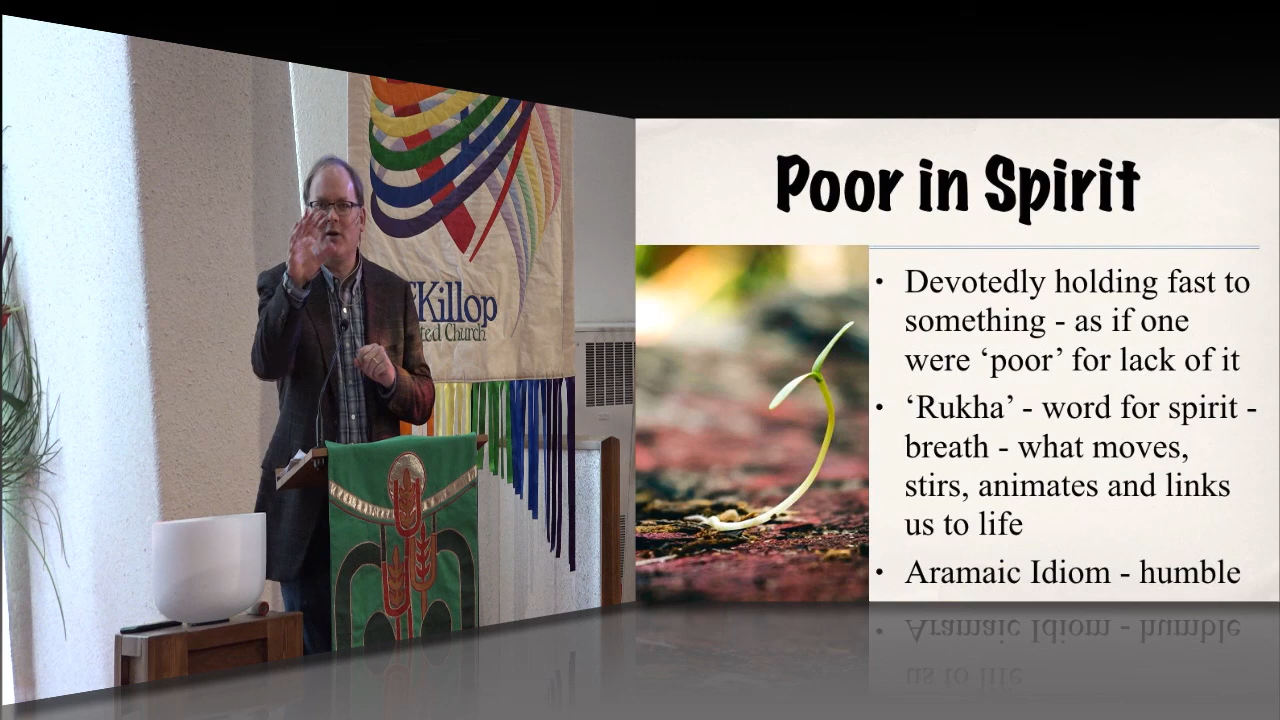 Killop
ted Church
Poor in Spirit
• Devotedly holding fast to
something - as if one
were ‘poor’ for lack of it
• ‘Rukha’ - word for spirit -
breath - what moves,
stirs, animates and links
us to life
• Aramaic Idiom - humble